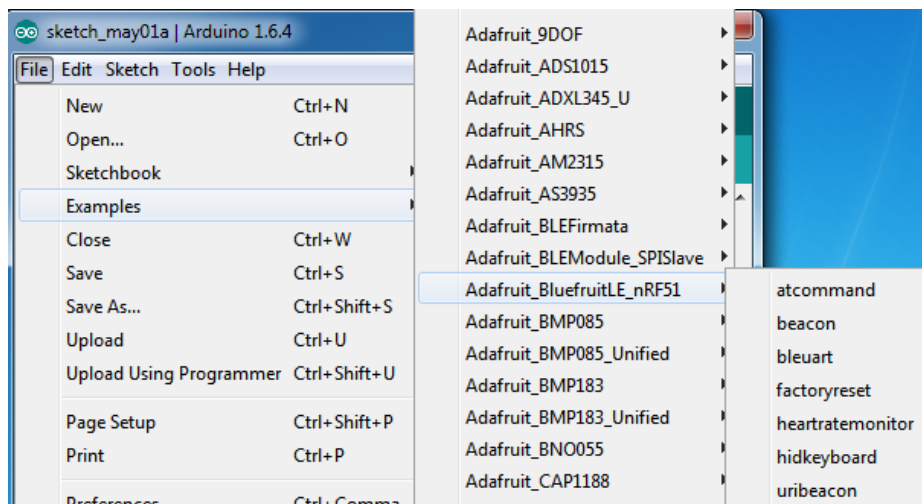 sketch_may01a | Arduino 1.6.4
File Edit Sketch Tools Help
New Ctrl+N
Open... Ctrl+O
Sketchbook
Examples
Close Ctrl+W
Save Ctrl+S
Save As... Ctrl+Shift+S
Upload Ctrl+U
Upload Using Programmer Ctrl+Shift+U
Page Setup Ctrl+Shift+P
Print Ctrl+P
Preferences Ctrl+Comma
Adafruit_9DOF
Adafruit_ADS1015
Adafruit_ADXL345_U
Adafruit_AHRS
Adafruit_AM2315
Adafruit_AS3935
Adafruit_BLEFirmata
Adafruit_BLEModule_SPISlave
Adafruit_BluefruitLE_nRF51
Adafruit_BMP085
Adafruit_BMP085_Unified
Adafruit_BMP183
Adafruit_BMP183_Unified
Adafruit_BNO055
Adafruit_CAP1188
atcommand
beacon
bleuart
factoryreset
heartratemonitor
hidkeyboard
uribeacon